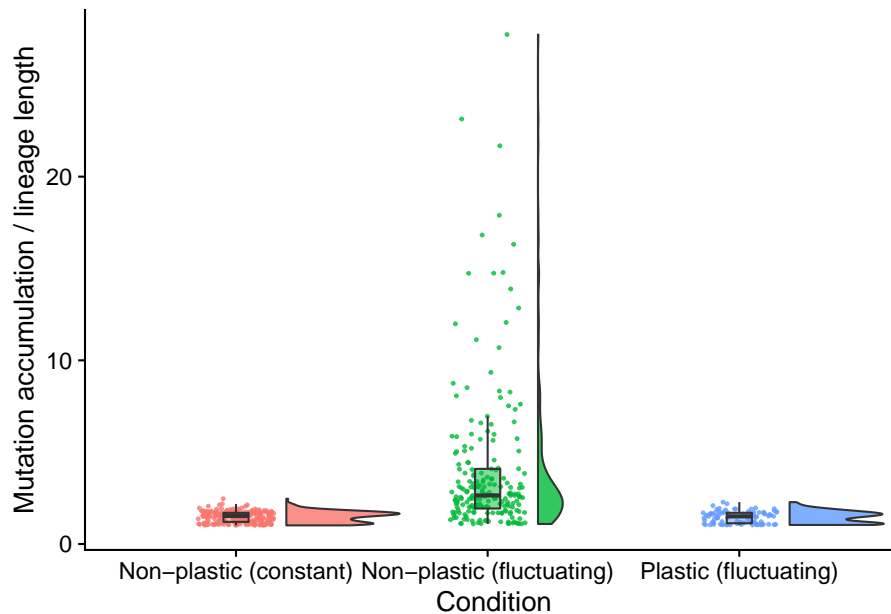 Mutation accumulation / lineage length
20
10
0
Non−plastic (constant) Non−plastic (fluctuating) Plastic (fluctuating)
Condition